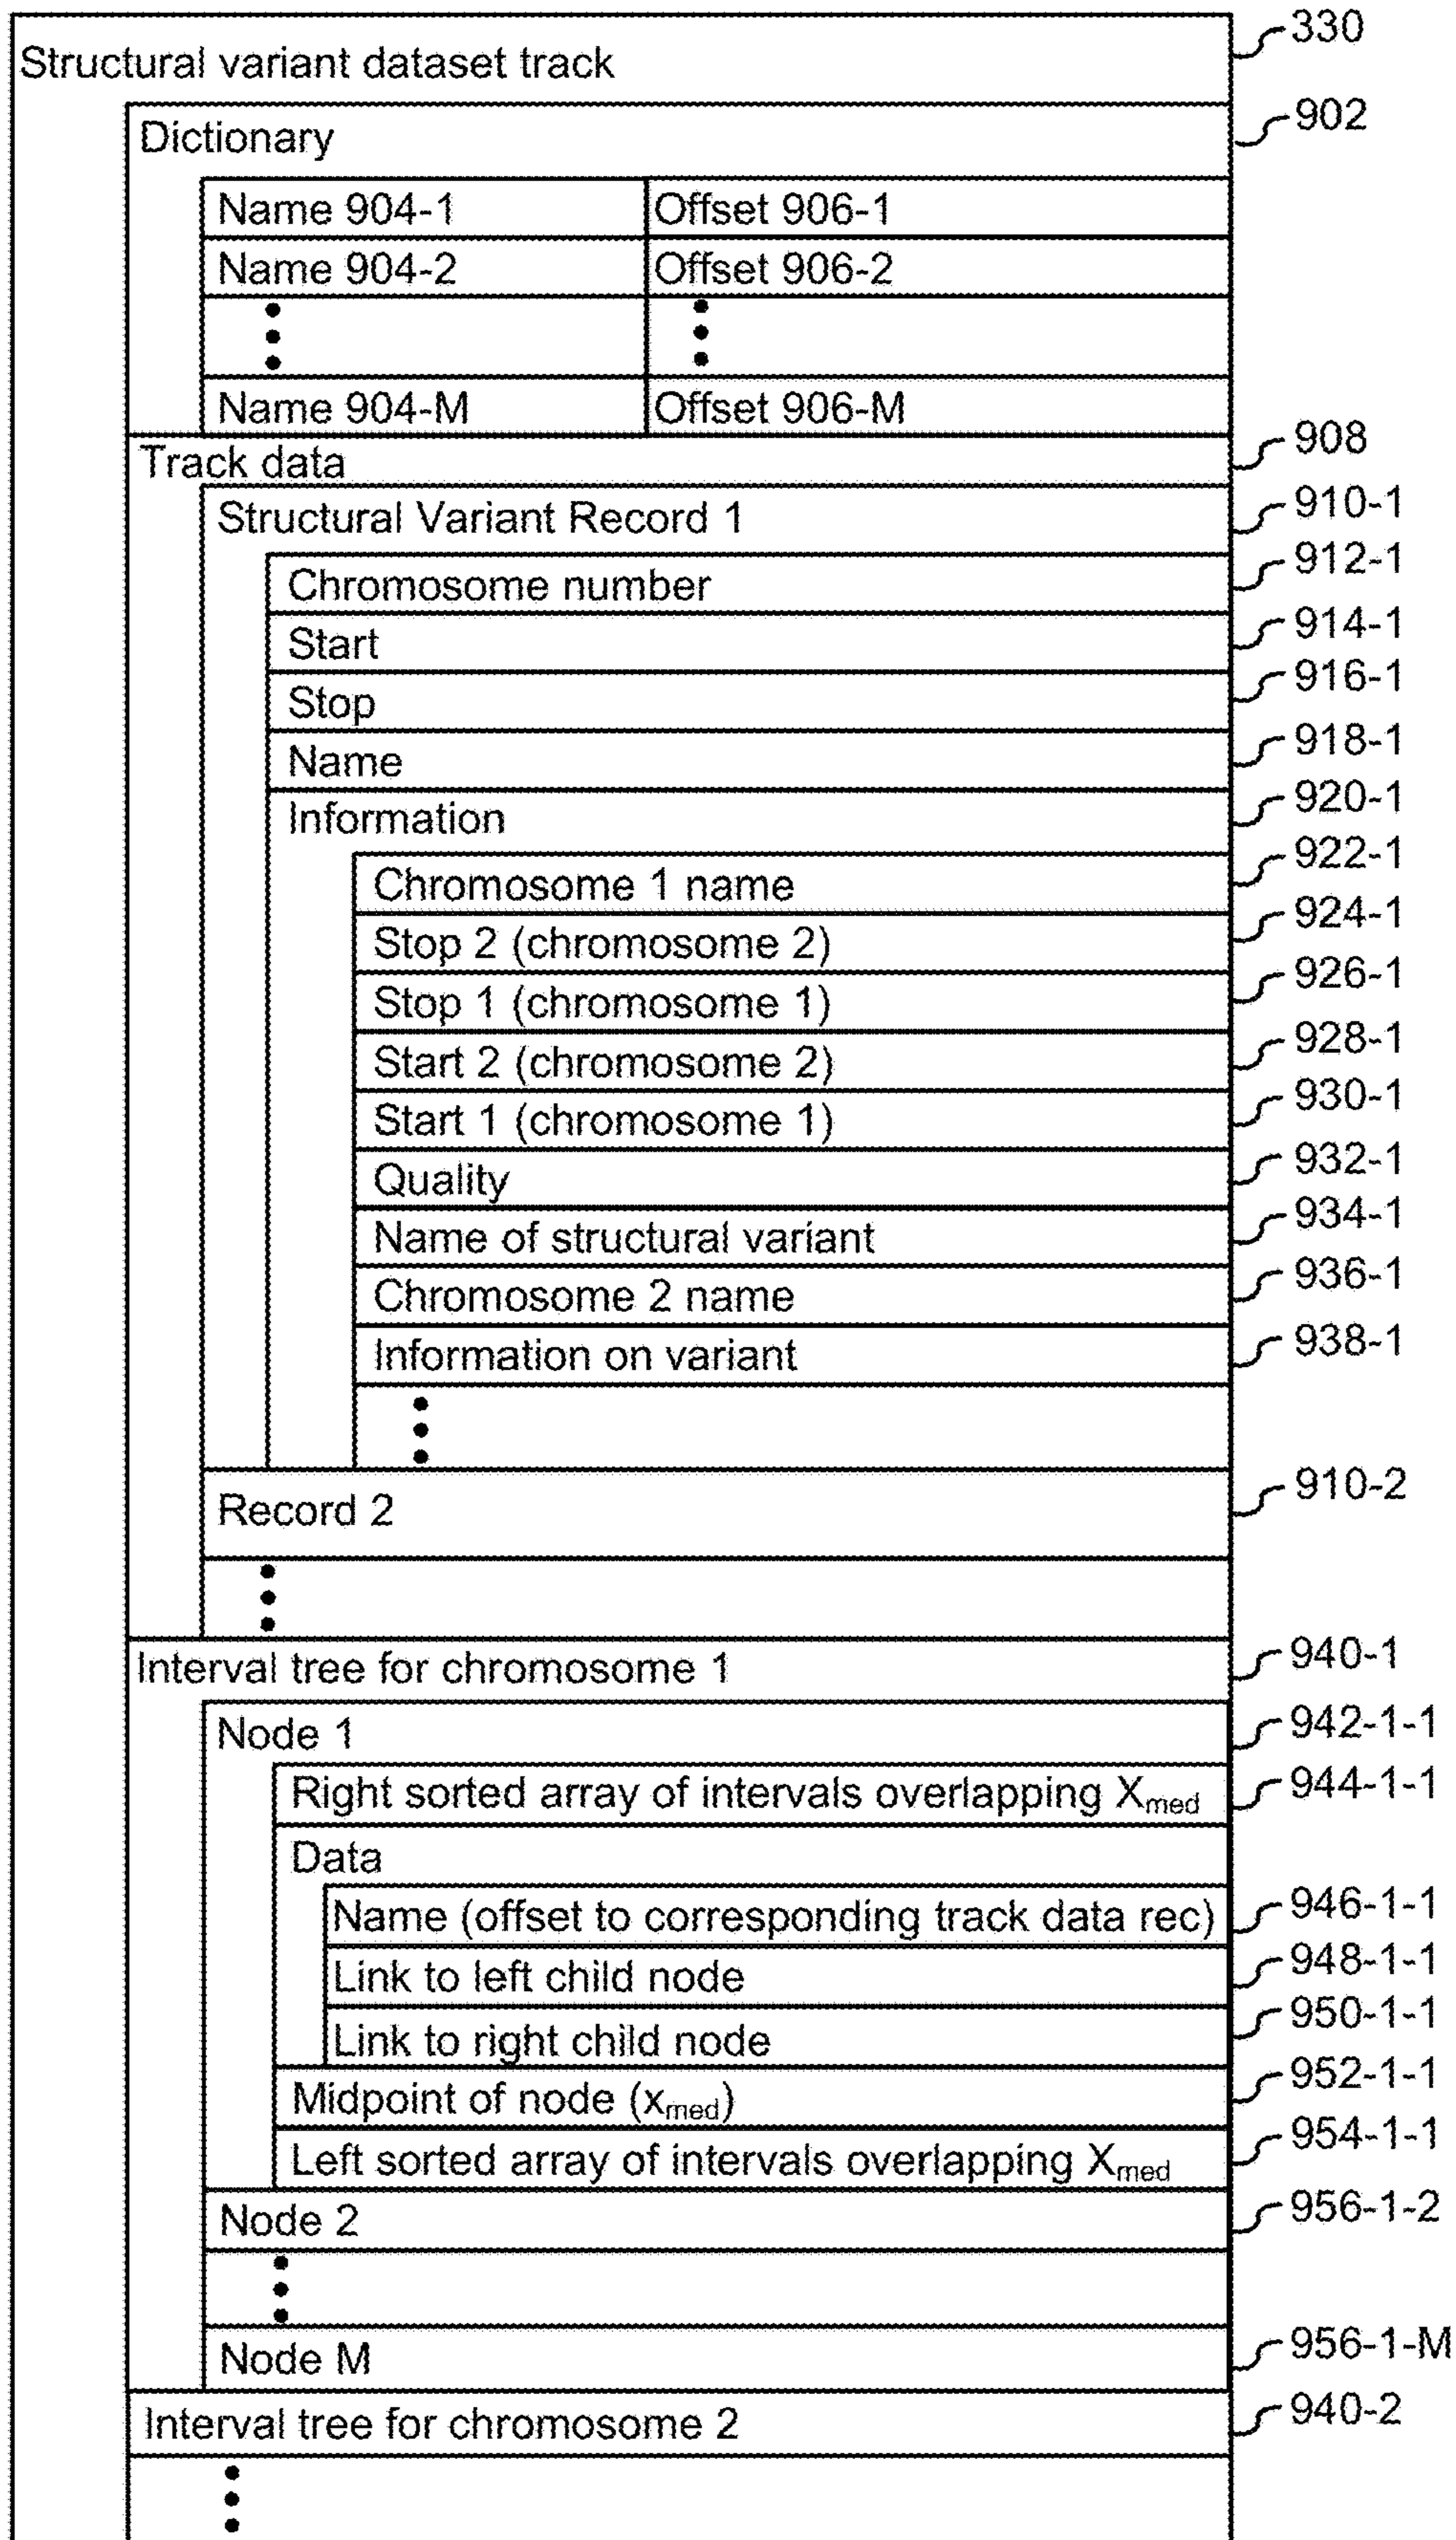 Structural variant dataset track 330
Dictionary 902
Name 904-1 Offset 906-1
Name 904-2 Offset 906-2
Name 904-M Offset 906-M
Track data 908
Structural Variant Record 1 910-1
Chromosome number 912-1
Start 914-1
Stop 916-1
Name 918-1
Information 920-1
Chromosome 1 name 922-1
Stop 2 (chromosome 2) 924-1
Stop 1 (chromosome 1) 926-1
Start 2 (chromosome 2) 928-1
Start 1 (chromosome 1) 930-1
Quality 932-1
Name of structural variant 934-1
Chromosome 2 name 936-1
Information on variant 938-1
Record 2 910-2
Interval tree for chromosome 1 940-1
Node 1 942-1-1
Right sorted array of intervals overlapping Xmed 944-1-1
Data
Name (offset to corresponding track data rec) 946-1-1
Link to left child node 948-1-1
Link to right child node 950-1-1
Midpoint of node (xmed) 952-1-1
Left sorted array of intervals overlapping Xmed 954-1-1
Node 2 956-1-2
Node M 956-1-M
Interval tree for chromosome 2 940-2